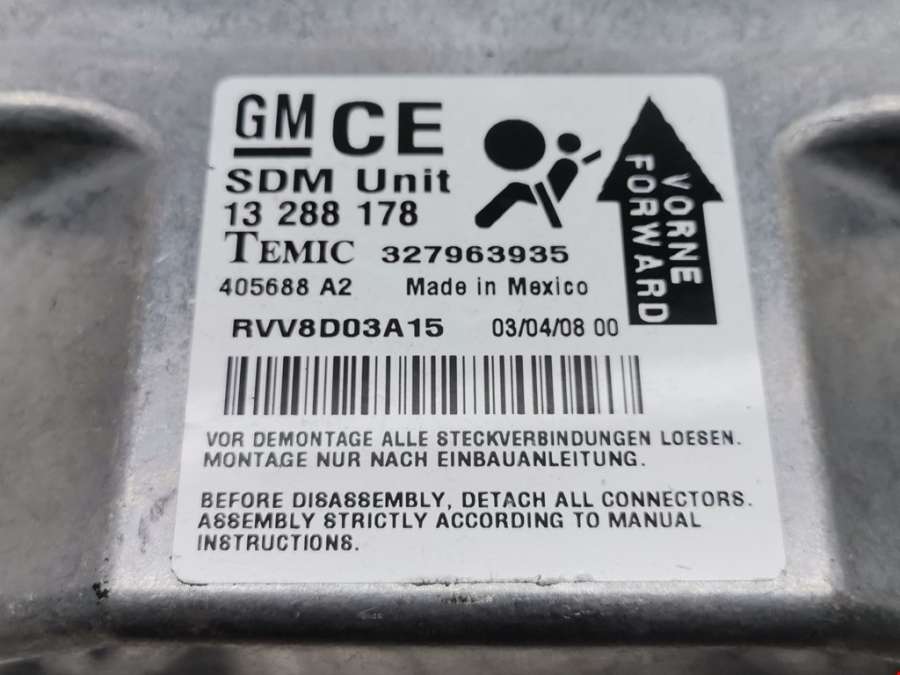 GM CE
SDM Unit
13 288 178
TEMIC 327963935
405688 A2 Made in Mexico
RVV8D03A15 03/04/08 00
VORNE
FORWARD
VOR DEMONTAGE ALLE STECKVERBINDUNGEN LOESEN.
MONTAGE NUR NACH EINBAUANLEITUNG.
BEFORE DISASSEMBLY, DETACH ALL CONNECTORS.
ASSEMBLY STRICTLY ACCORDING TO MANUAL
INSTRUCTIONS.